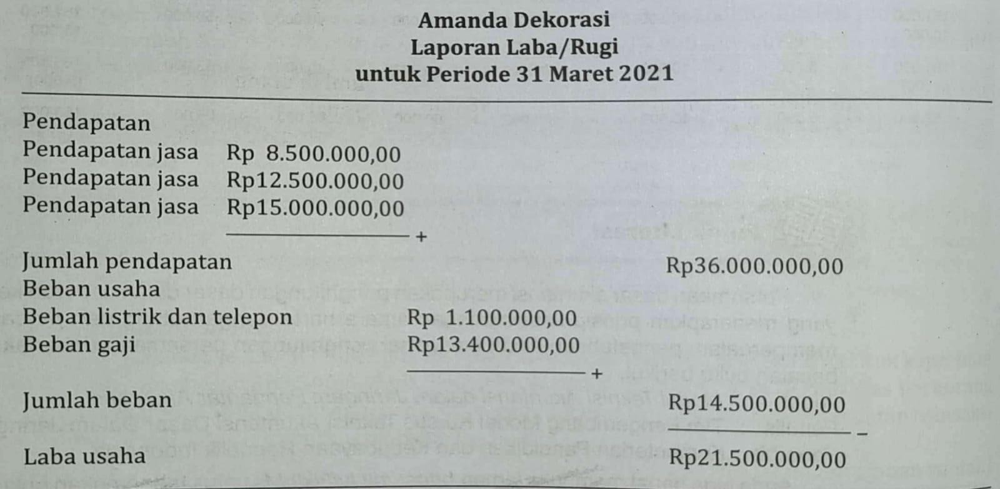 Amanda Dekorasi
Laporan Laba/Rugi
untuk Periode 31 Maret 2021
Pendapatan
Pendapatan jasa Rp 8.500.000,00
Pendapatan jasa Rp12.500.000,00
Pendapatan jasa Rp15.000.000,00
+
Jumlah pendapatan Rp36.000.000,00
Beban usaha
Beban listrik dan telepon Rp 1.100.000,00
Beban gaji Rp13.400.000,00
+
Jumlah beban Rp14.500.000,00
–
Laba usaha Rp21.500.000,00